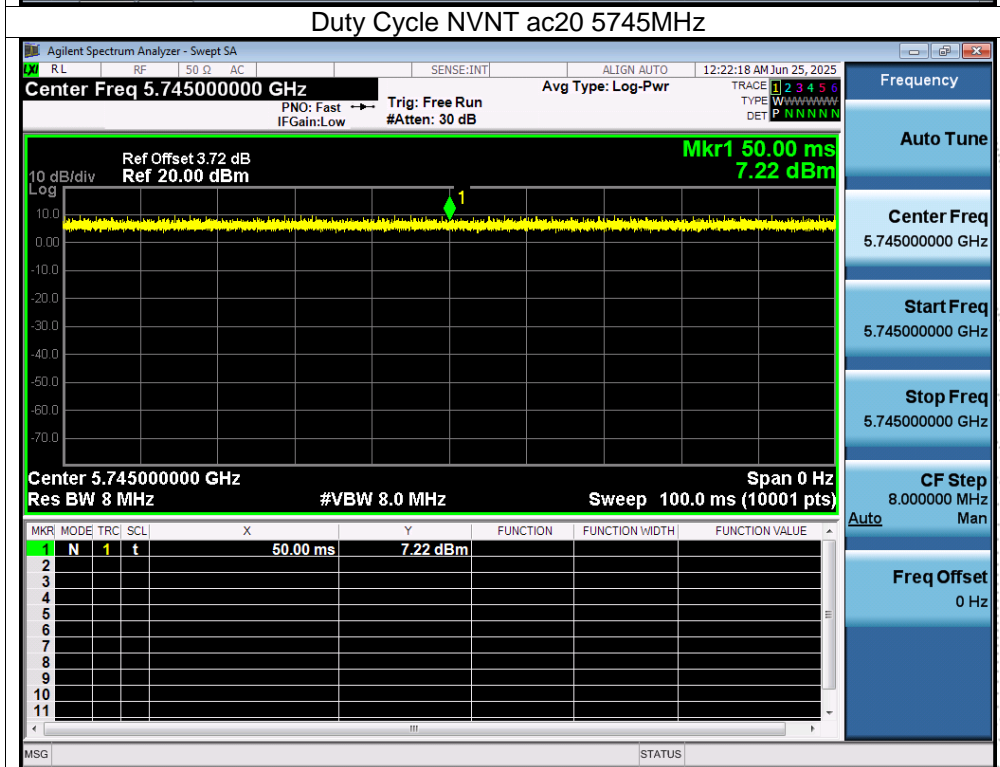 Duty Cycle NVNT ac20 5745MHz
Agilent Spectrum Analyzer - Swept SA
LXI RL RF 50 Ω AC SENSE:INT ALIGN AUTO 12:22:18 AM Jun 25, 2025
Center Freq 5.745000000 GHz
PNO: Fast
IFGain:Low
Trig: Free Run
#Atten: 30 dB
Avg Type: Log-Pwr
TRACE 1 2 3 4 5 6
TYPE WWWWWW
DET P N N N N N
Mkr1 50.00 ms
7.22 dBm
Ref Offset 3.72 dB
10 dB/div Ref 20.00 dBm
Log
1
10.0
0.00
-10.0
-20.0
-30.0
-40.0
-50.0
-60.0
-70.0
Center 5.745000000 GHz Span 0 Hz
Res BW 8 MHz #VBW 8.0 MHz Sweep 100.0 ms (10001 pts)
MKR MODE TRC SCL X Y FUNCTION FUNCTION WIDTH FUNCTION VALUE
1 N 1 t 50.00 ms 7.22 dBm
2
3
4
5
6
7
8
9
10
11
MSG STATUS
Frequency
Auto Tune
Center Freq
5.745000000 GHz
Start Freq
5.745000000 GHz
Stop Freq
5.745000000 GHz
CF Step
8.000000 MHz
Auto Man
Freq Offset
0 Hz